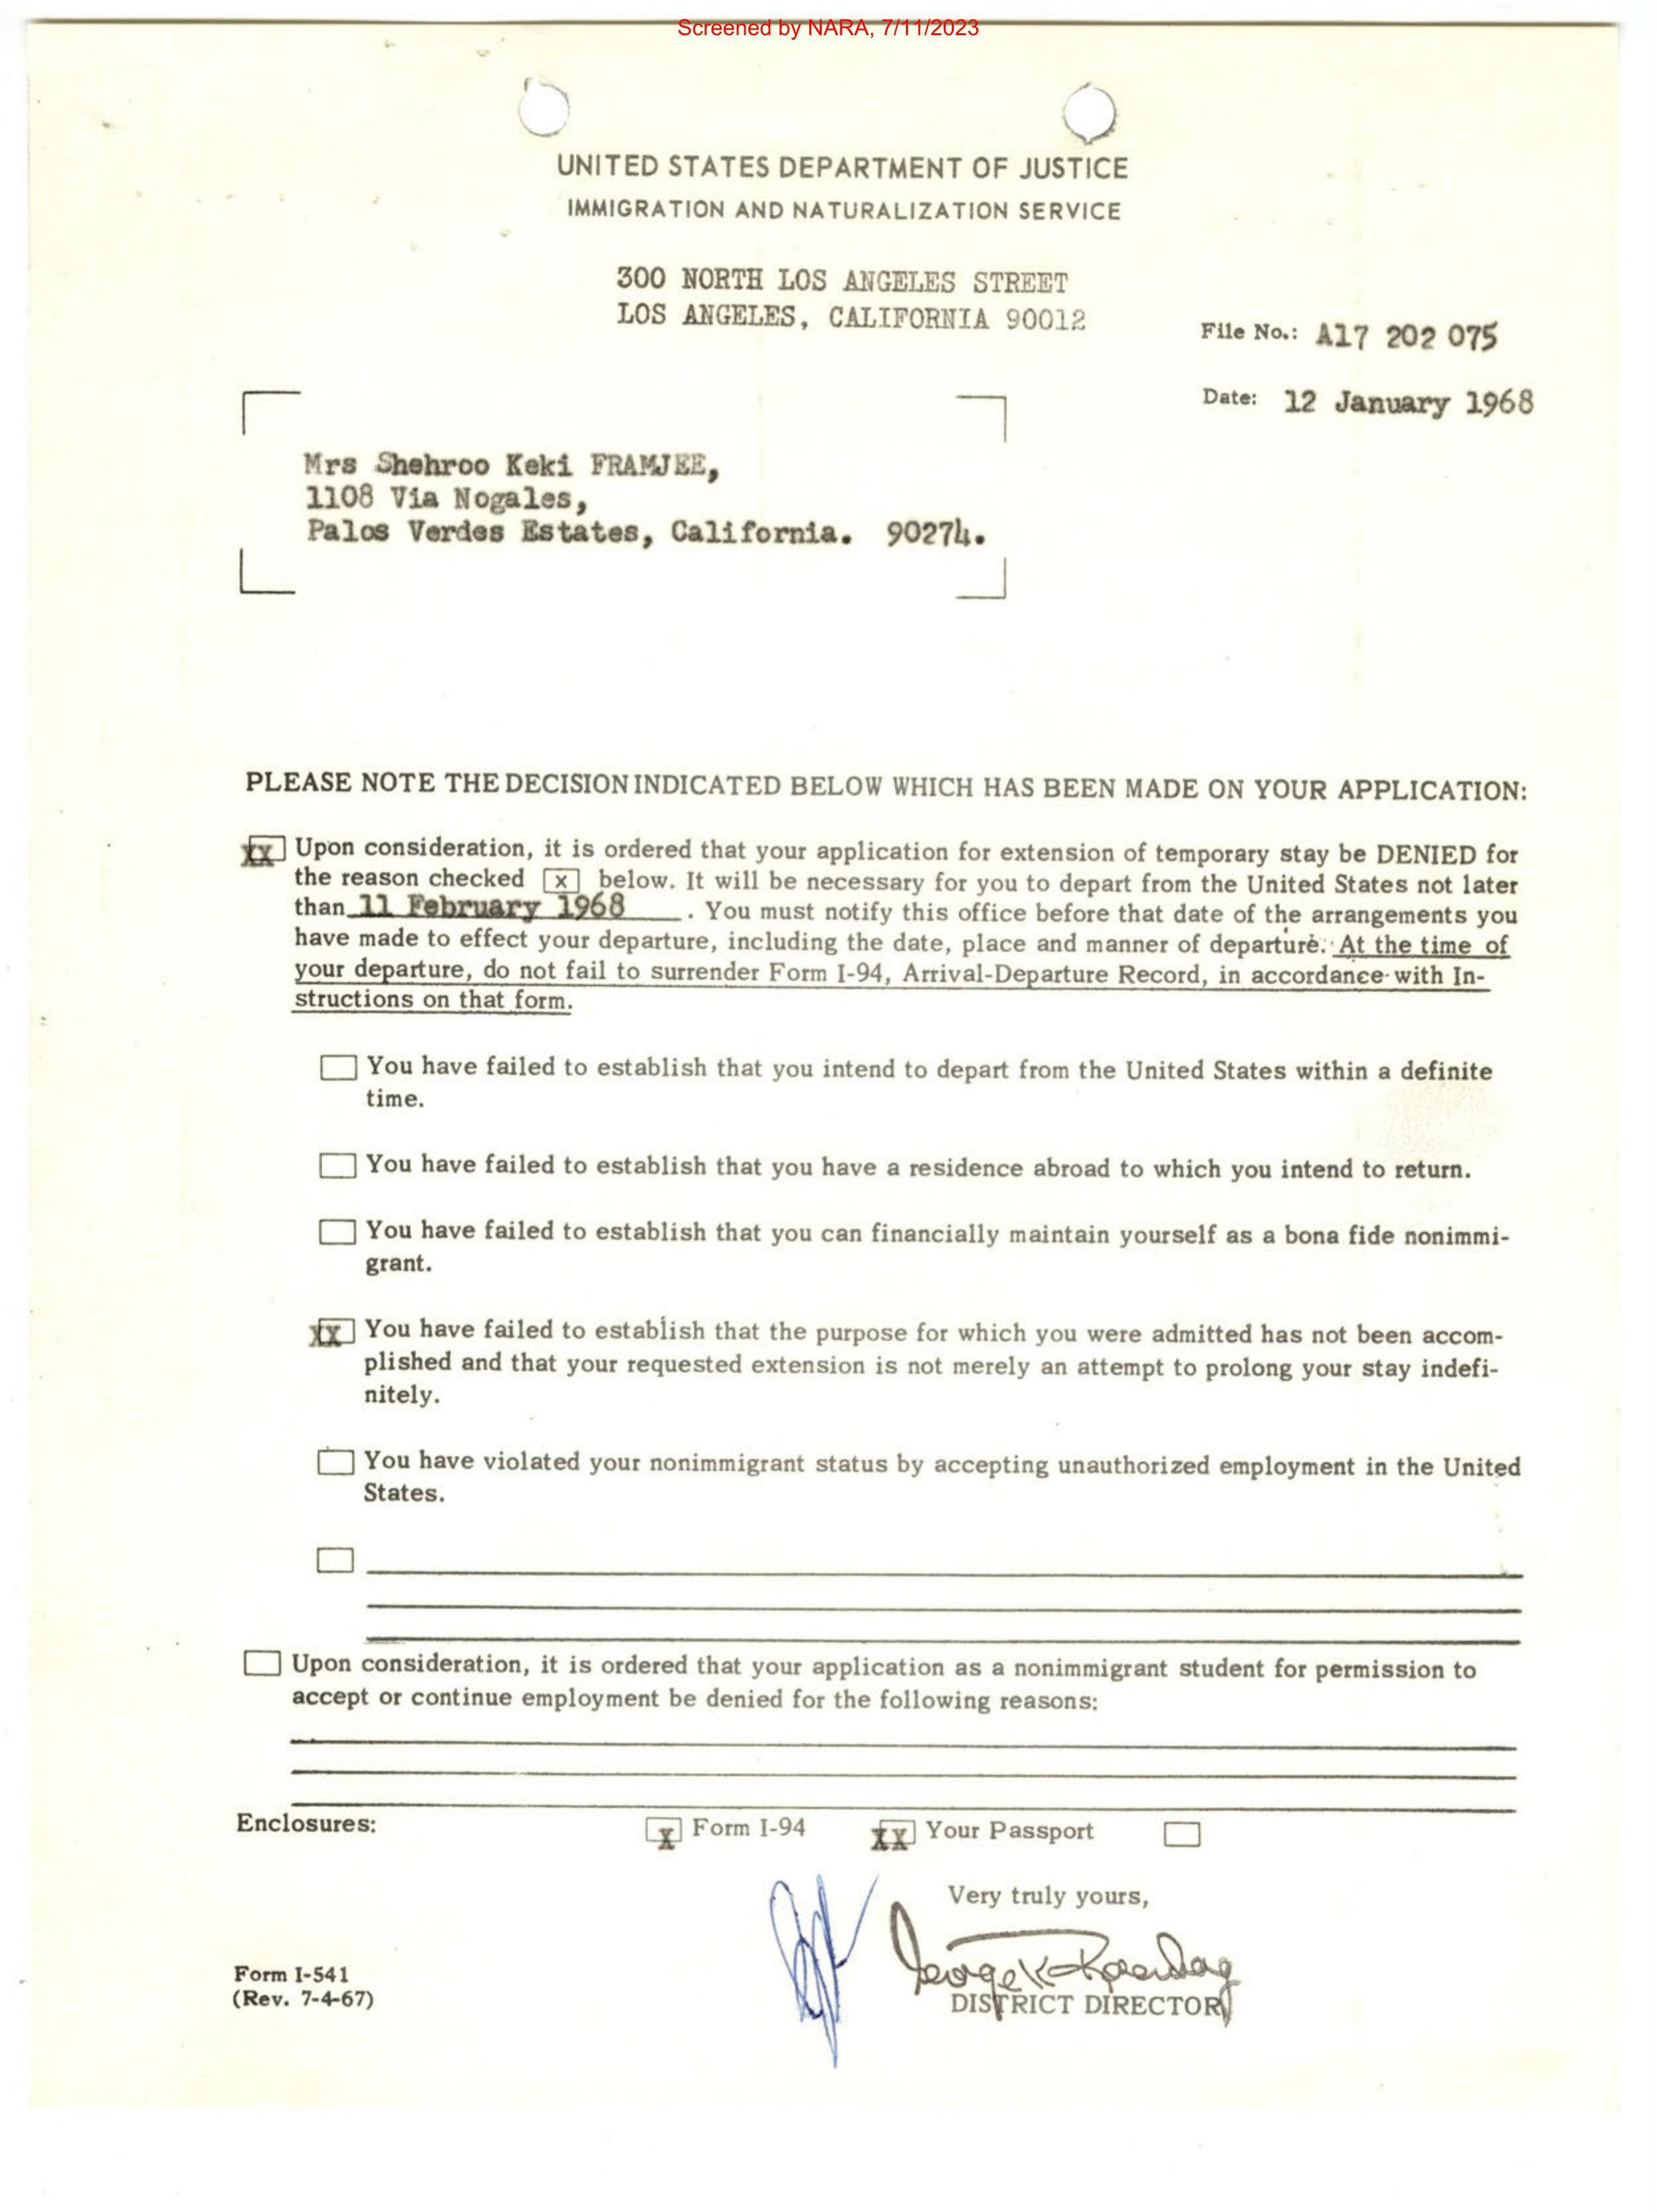 Screened by NARA, 7/11/2023
UNITED STATES DEPARTMENT OF JUSTICE
IMMIGRATION AND NATURALIZATION SERVICE
300 NORTH LOS ANGELES STREET
LOS ANGELES, CALIFORNIA 90012
File No.: A17 202 075
Date: 12 January 1968
Mrs Shehroo Keki FRAMJEE,
1108 Via Nogales,
Palos Verdes Estates, California. 90274.
PLEASE NOTE THE DECISION INDICATED BELOW WHICH HAS BEEN MADE ON YOUR APPLICATION:
XX Upon consideration, it is ordered that your application for extension of temporary stay be DENIED for
the reason checked x below. It will be necessary for you to depart from the United States not later
than 11 February 1968 . You must notify this office before that date of the arrangements you
have made to effect your departure, including the date, place and manner of departure. At the time of
your departure, do not fail to surrender Form I-94, Arrival-Departure Record, in accordance with In-
structions on that form.
You have failed to establish that you intend to depart from the United States within a definite
time.
You have failed to establish that you have a residence abroad to which you intend to return.
You have failed to establish that you can financially maintain yourself as a bona fide nonimmi-
grant.
XX You have failed to establish that the purpose for which you were admitted has not been accom-
plished and that your requested extension is not merely an attempt to prolong your stay indefi-
nitely.
You have violated your nonimmigrant status by accepting unauthorized employment in the United
States.
Upon consideration, it is ordered that your application as a nonimmigrant student for permission to
accept or continue employment be denied for the following reasons:
Enclosures: X Form I-94 XX Your Passport
Very truly yours,
DISTRICT DIRECTOR
Form I-541
(Rev. 7-4-67)